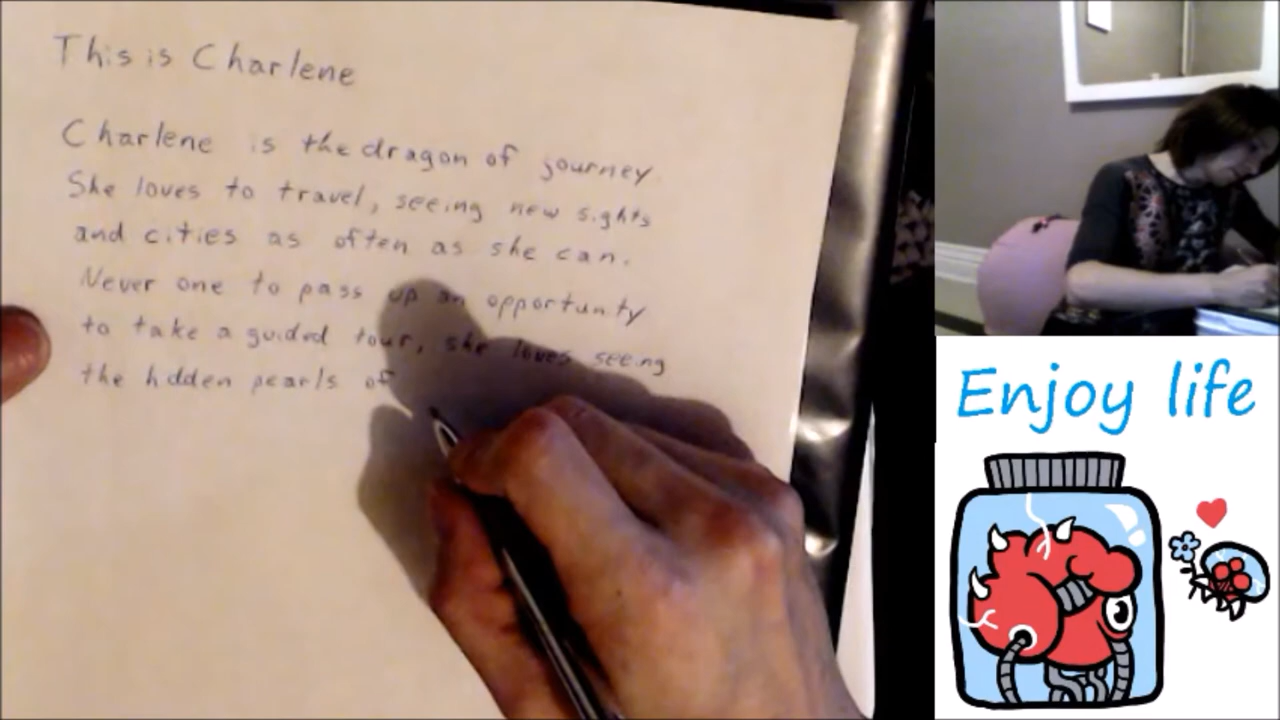 This is Charlene
Charlene is the dragon of journey.
She loves to travel, seeing new sights
and cities as often as she can.
Never one to pass up an opportunity
to take a guided tour, she loves seeing
the hidden pearls of
Enjoy life